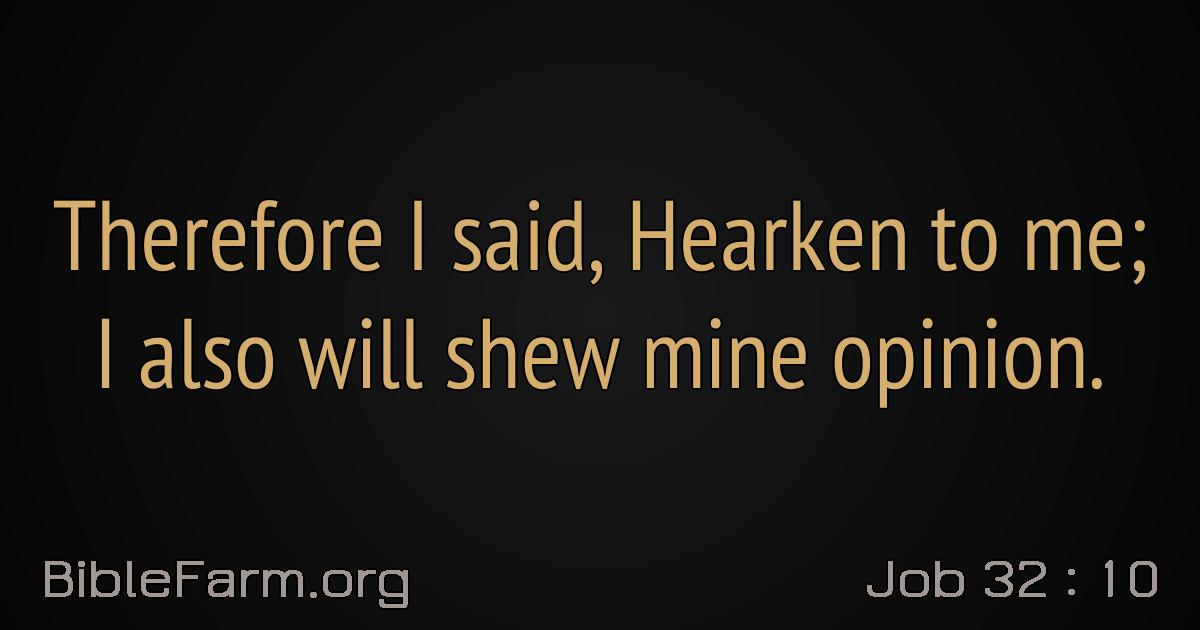 Therefore I said, Hearken to me;
I also will shew mine opinion.
BibleFarm.org
Job 32 : 10